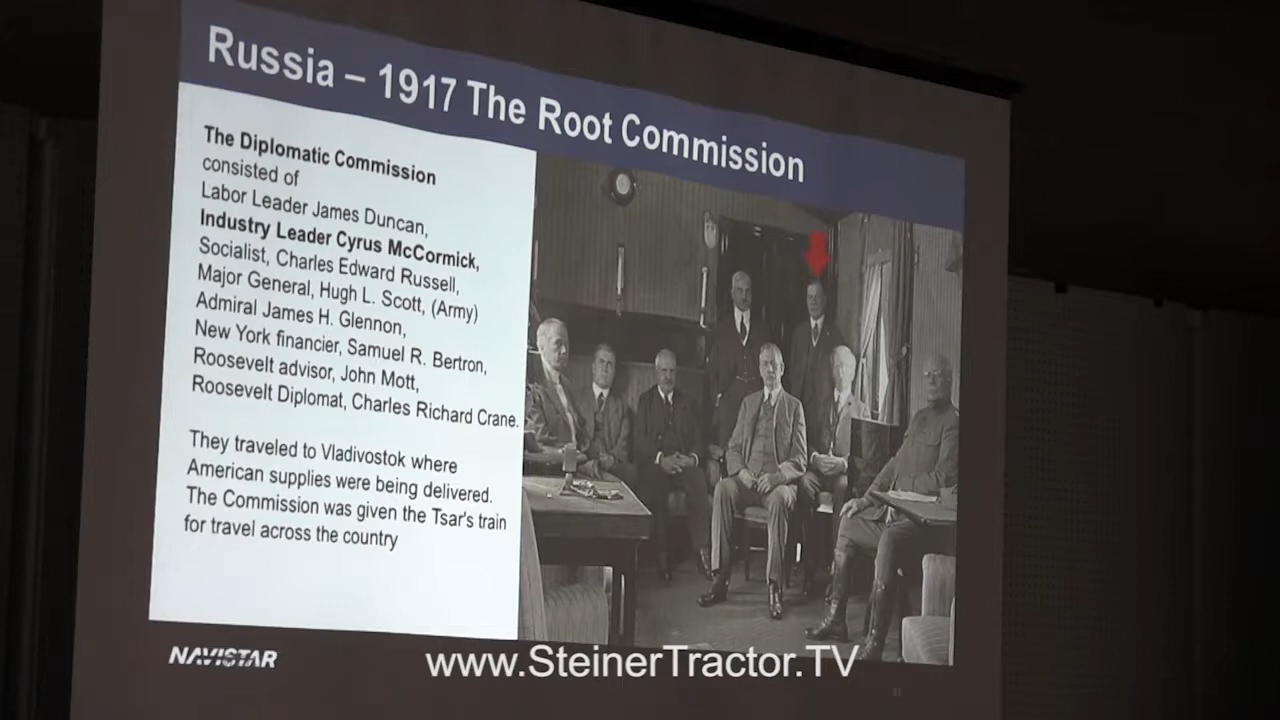 Russia – 1917 The Root Commission
The Diplomatic Commission
consisted of
Labor Leader James Duncan,
Industry Leader Cyrus McCormick,
Socialist, Charles Edward Russell,
Major General, Hugh L. Scott, (Army)
Admiral James H. Glennon,
New York financier, Samuel R. Bertron,
Roosevelt advisor, John Mott,
Roosevelt Diplomat, Charles Richard Crane.
They traveled to Vladivostok where
American supplies were being delivered.
The Commission was given the Tsar's train
for travel across the country
NAVISTAR
www.SteinerTractor.TV